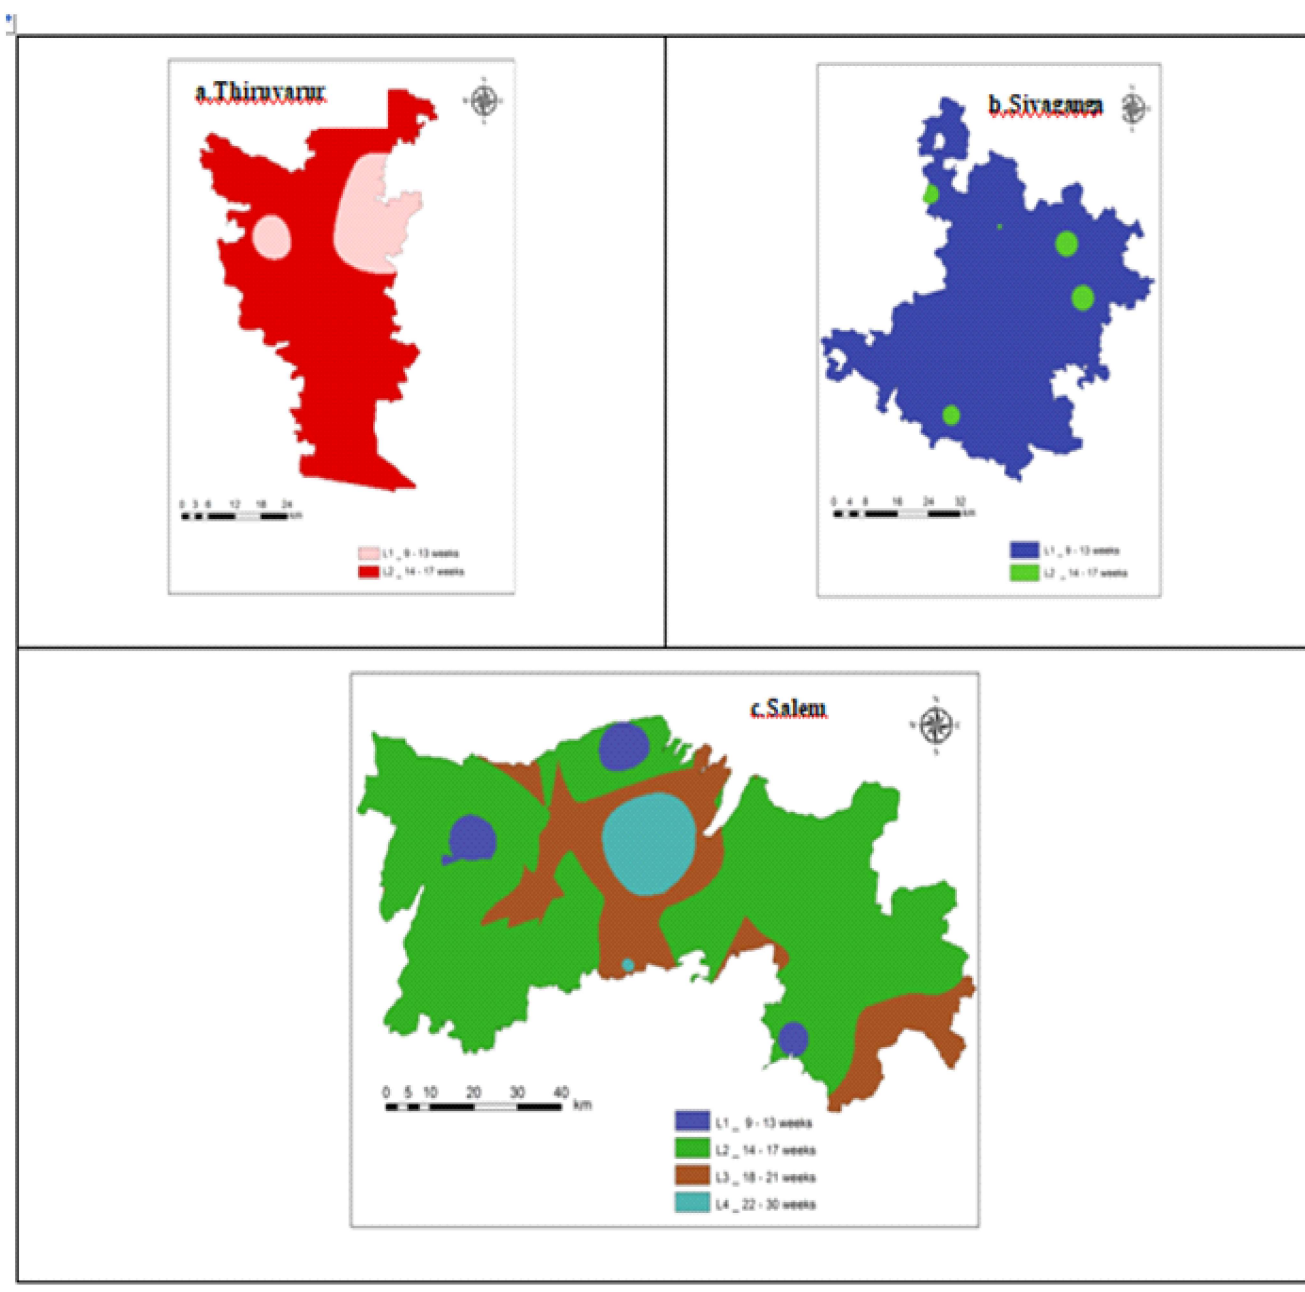 a.Thiruvarur
0 3 6 12 18 24
km
L1 _ 9 - 13 weeks
L2 _ 14 - 17 weeks
b.Sivaganga
0 4 8 16 24 32
km
L1 _ 9 - 13 weeks
L2 _ 14 - 17 weeks
c.Salem
N
S
0 5 10 20 30 40
km
L1 _ 9 - 13 weeks
L2 _ 14 - 17 weeks
L3 _ 18 - 21 weeks
L4 _ 22 - 30 weeks